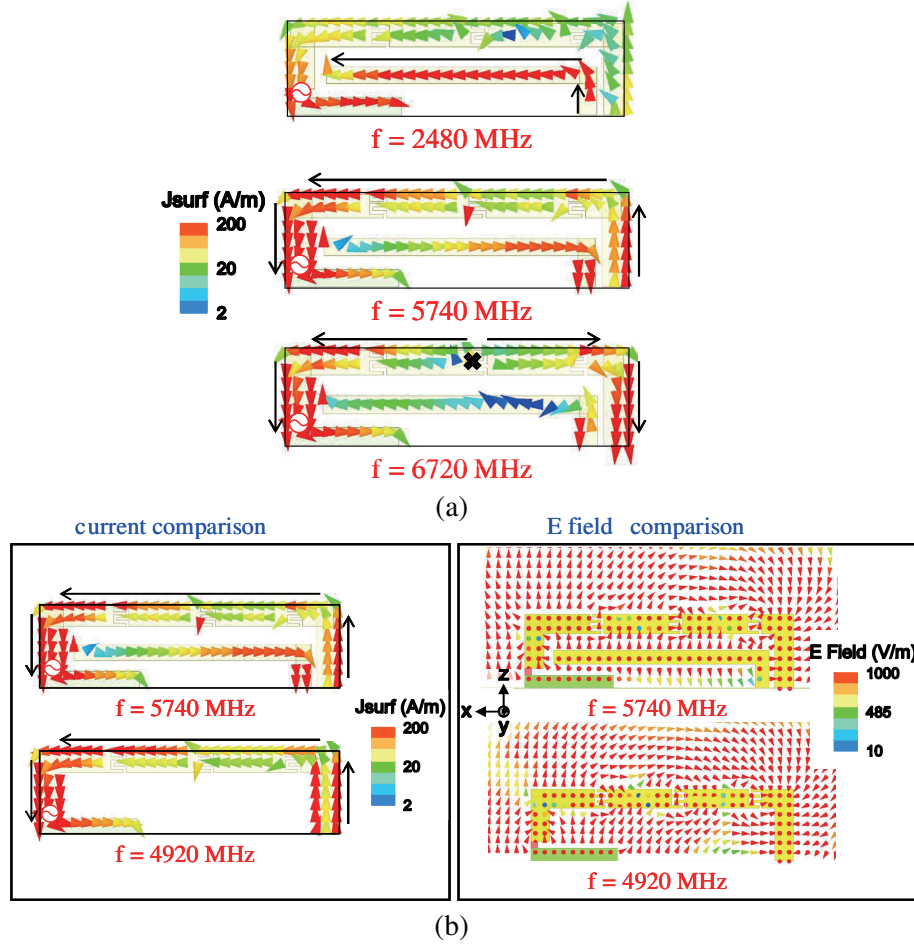 f = 2480 MHz
Jsurf (A/m)
200
20
2
f = 5740 MHz
f = 6720 MHz
(a)
current comparison
E field comparison
f = 5740 MHz
Jsurf (A/m)
200
20
2
f = 4920 MHz
z
x
y
f = 5740 MHz
E Field (V/m)
1000
485
10
f = 4920 MHz
(b)